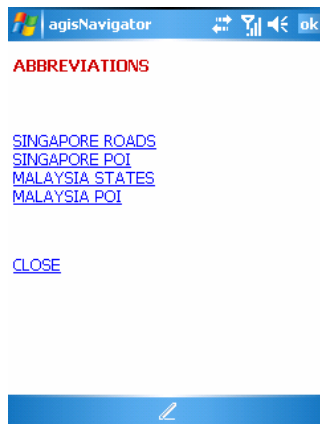 agisNavigator
ok
ABBREVIATIONS
SINGAPORE ROADS
SINGAPORE POI
MALAYSIA STATES
MALAYSIA POI
CLOSE